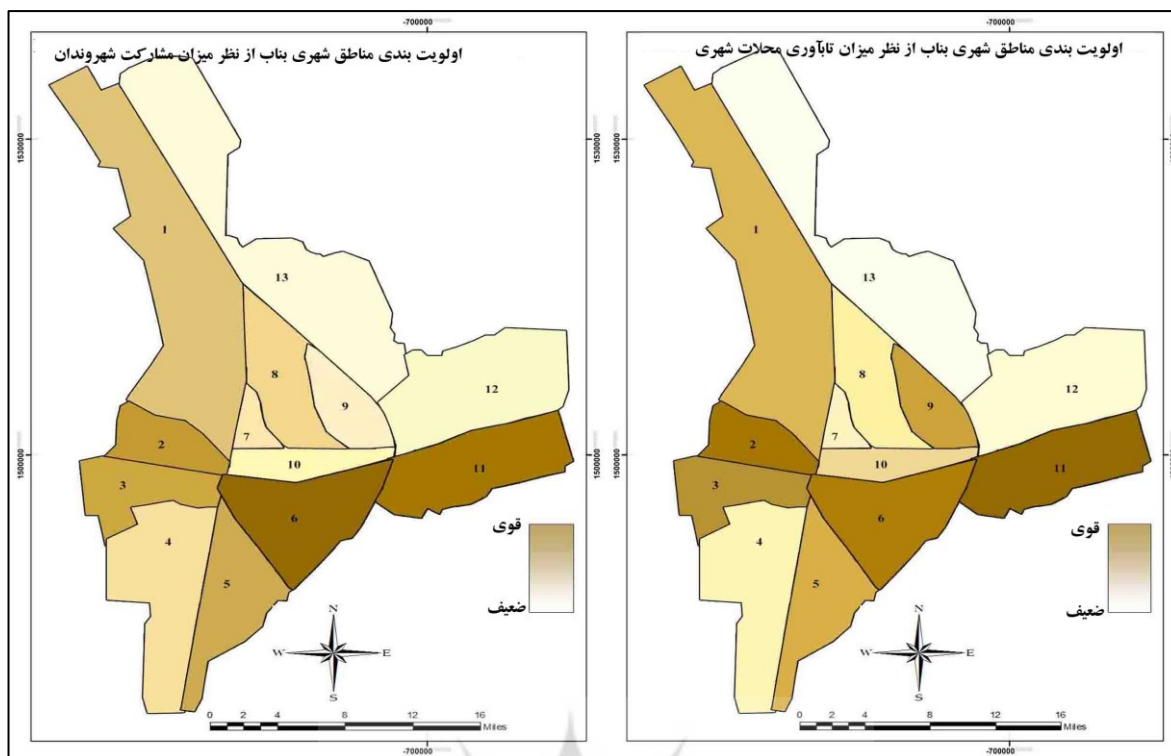 -700000
-700000
اولویت بندی مناطق شهری بناب از نظر میزان مشارکت شهروندان
اولویت بندی مناطق شهری بناب از نظر میزان تاب‌آوری محلات شهری
1530000
1530000
1530000
1
13
8
9
12
7
2
10
1500000
1500000
1500000
3
11
6
4
5
قوی
ضعیف
N
W
E
S
0 2 4 8 12 16
Miles
1
13
8
9
12
7
2
10
3
11
6
4
5
قوی
ضعیف
N
W
E
S
0 2 4 8 12 16
Miles
-700000
-700000